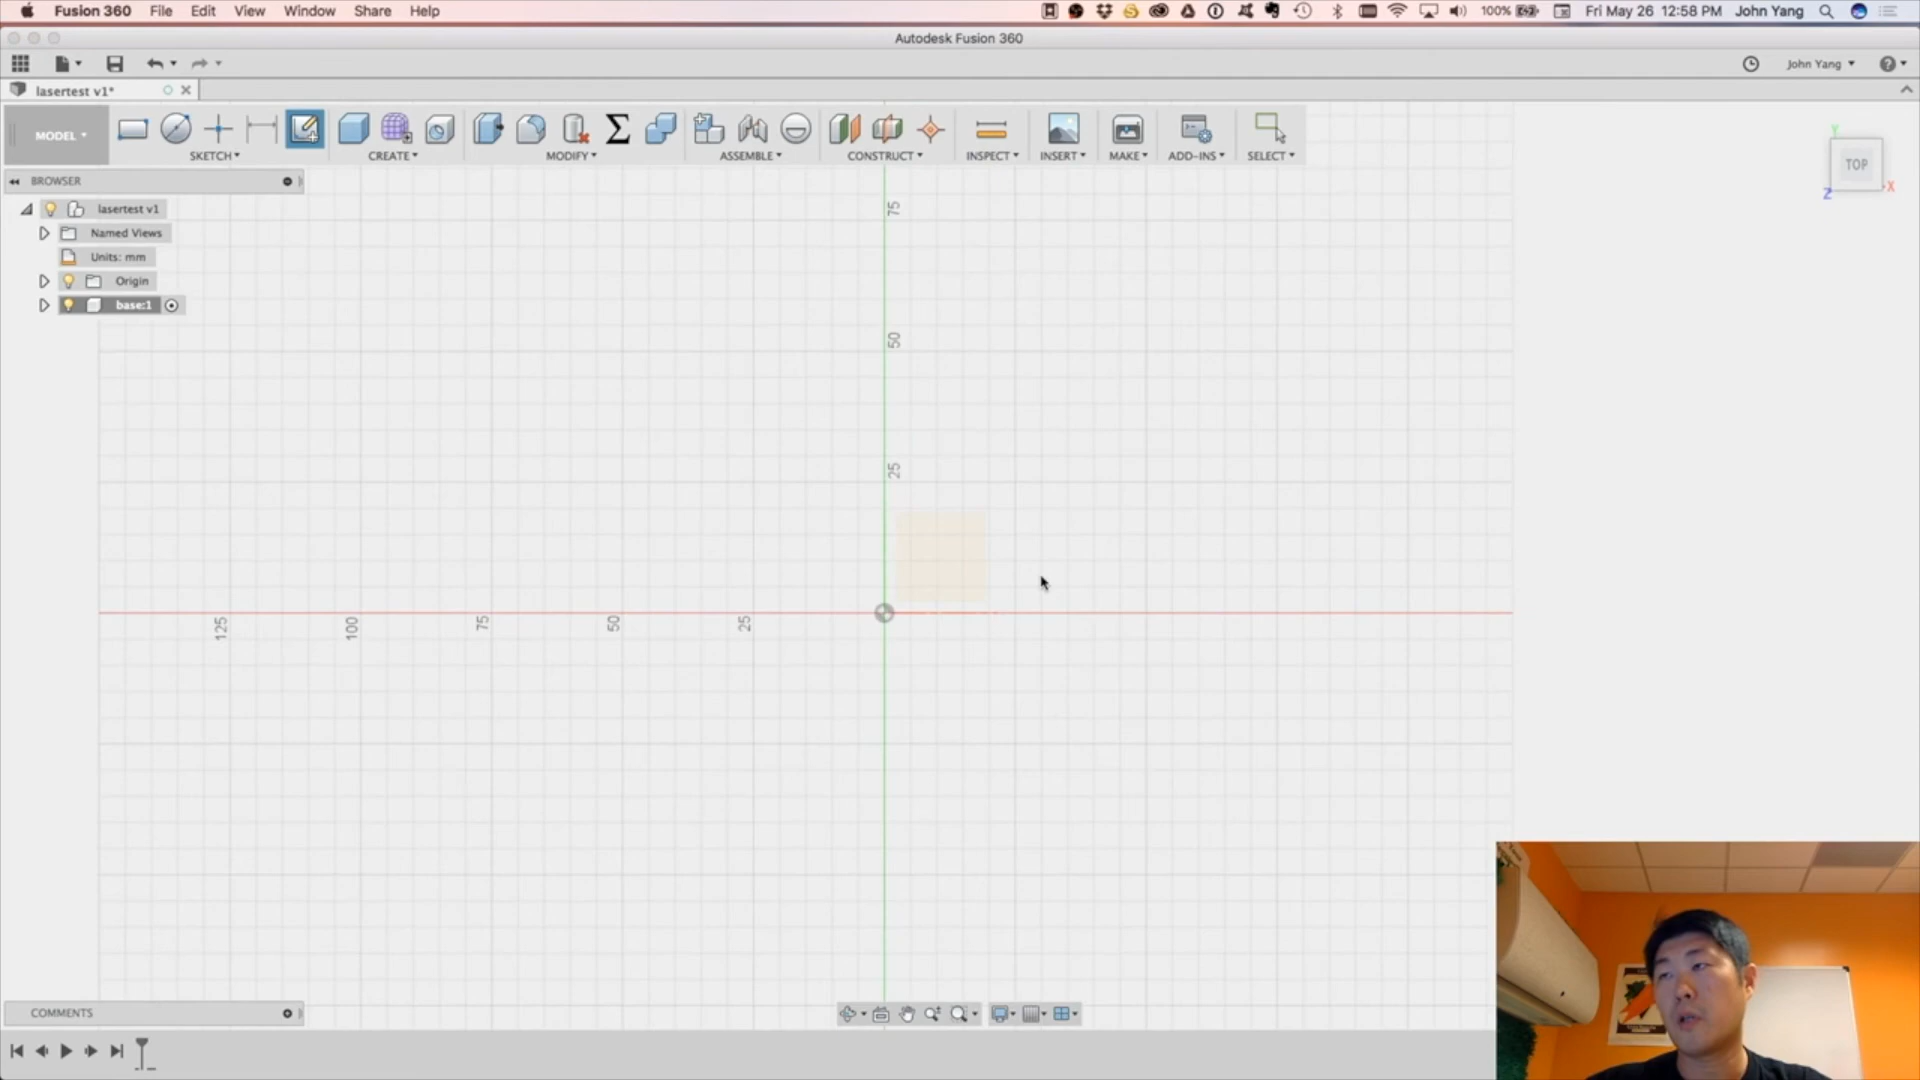 Fusion 360 File Edit View Window Share Help 100% Fri May 26 12:58 PM John Yang
Autodesk Fusion 360
John Yang
lasertest v1*
MODEL
SKETCH CREATE MODIFY ASSEMBLE CONSTRUCT INSPECT INSERT MAKE ADD-INS SELECT
TOP
Y
X
Z
BROWSER
lasertest v1
Named Views
Units: mm
Origin
base:1
75
50
25
125 100 75 50 25
COMMENTS